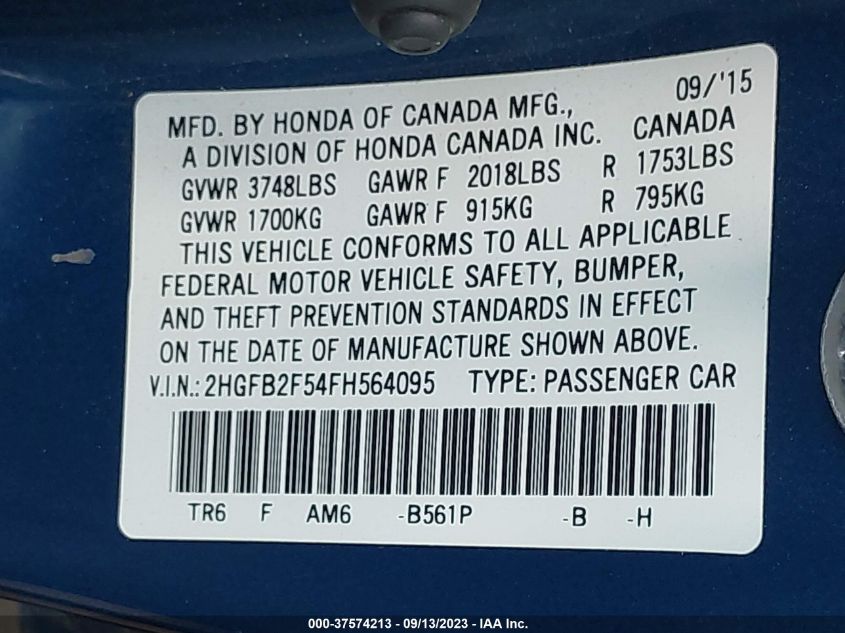 09/'15
MFD. BY HONDA OF CANADA MFG.,
A DIVISION OF HONDA CANADA INC. CANADA
GVWR 3748LBS GAWR F 2018LBS R 1753LBS
GVWR 1700KG GAWR F 915KG R 795KG
THIS VEHICLE CONFORMS TO ALL APPLICABLE
FEDERAL MOTOR VEHICLE SAFETY, BUMPER,
AND THEFT PREVENTION STANDARDS IN EFFECT
ON THE DATE OF MANUFACTURE SHOWN ABOVE.
V.I.N.: 2HGFB2F54FH564095 TYPE: PASSENGER CAR
TR6 F AM6 -B561P -B -H
000-37574213 - 09/13/2023 - IAA Inc.